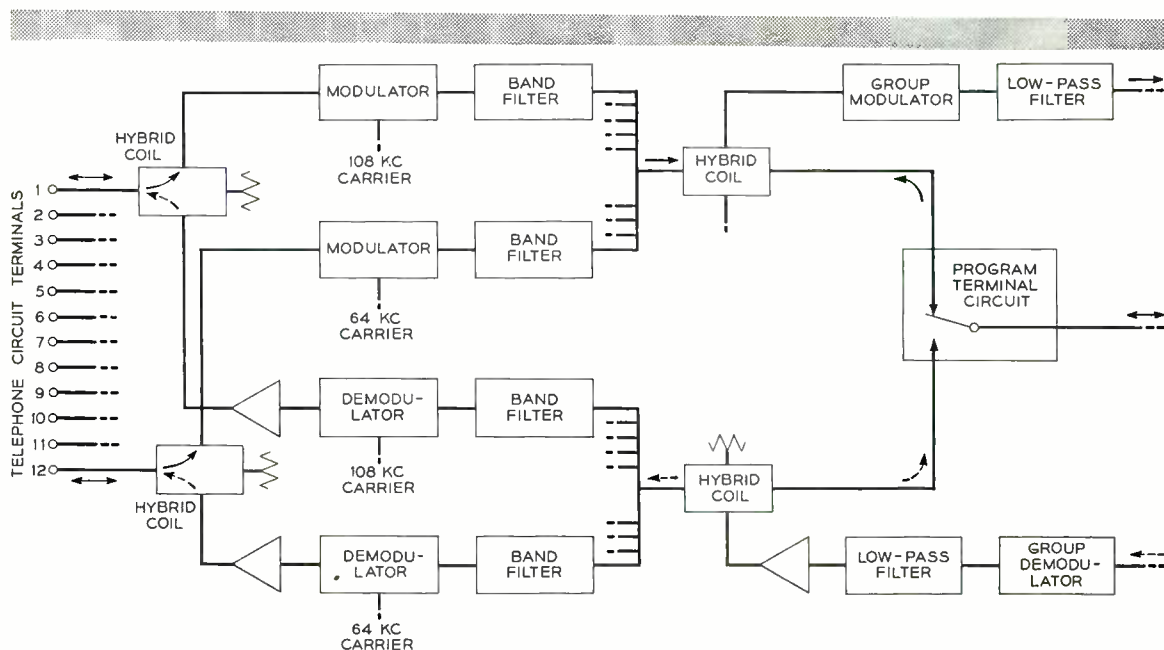 MODULATOR
BAND
FILTER
GROUP
MODULATOR
LOW-PASS
FILTER
HYBRID
COIL
108 KC
CARRIER
HYBRID
COIL
TELEPHONE CIRCUIT TERMINALS
1
2
3
4
5
6
7
8
9
10
11
12
MODULATOR
BAND
FILTER
64 KC
CARRIER
PROGRAM
TERMINAL
CIRCUIT
DEMODU-
LATOR
BAND
FILTER
108 KC
CARRIER
HYBRID
COIL
HYBRID
COIL
DEMODU-
LATOR
BAND
FILTER
LOW-PASS
FILTER
GROUP
DEMODU-
LATOR
64 KC
CARRIER